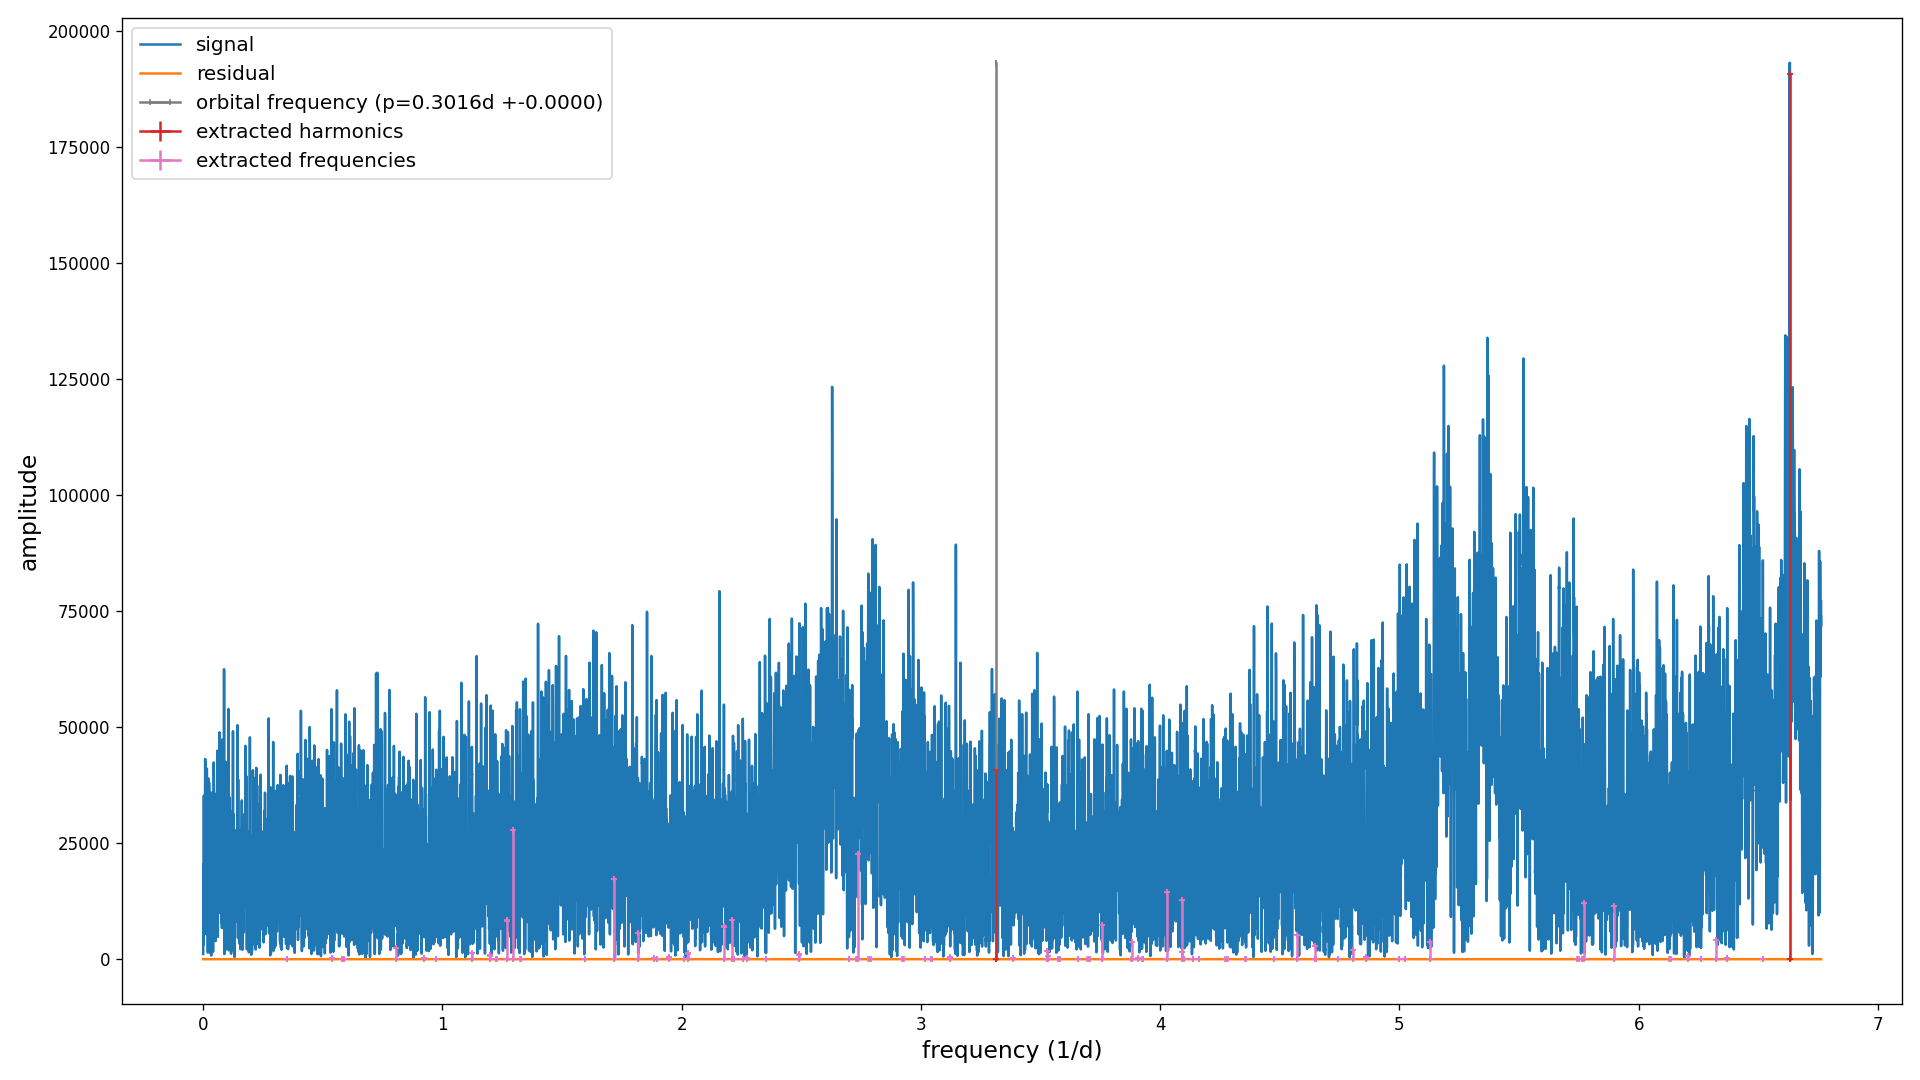 signal
residual
orbital frequency (p=0.3016d +-0.0000)
extracted harmonics
extracted frequencies
200000
175000
150000
125000
100000
75000
50000
25000
0
amplitude
0 1 2 3 4 5 6 7
frequency (1/d)